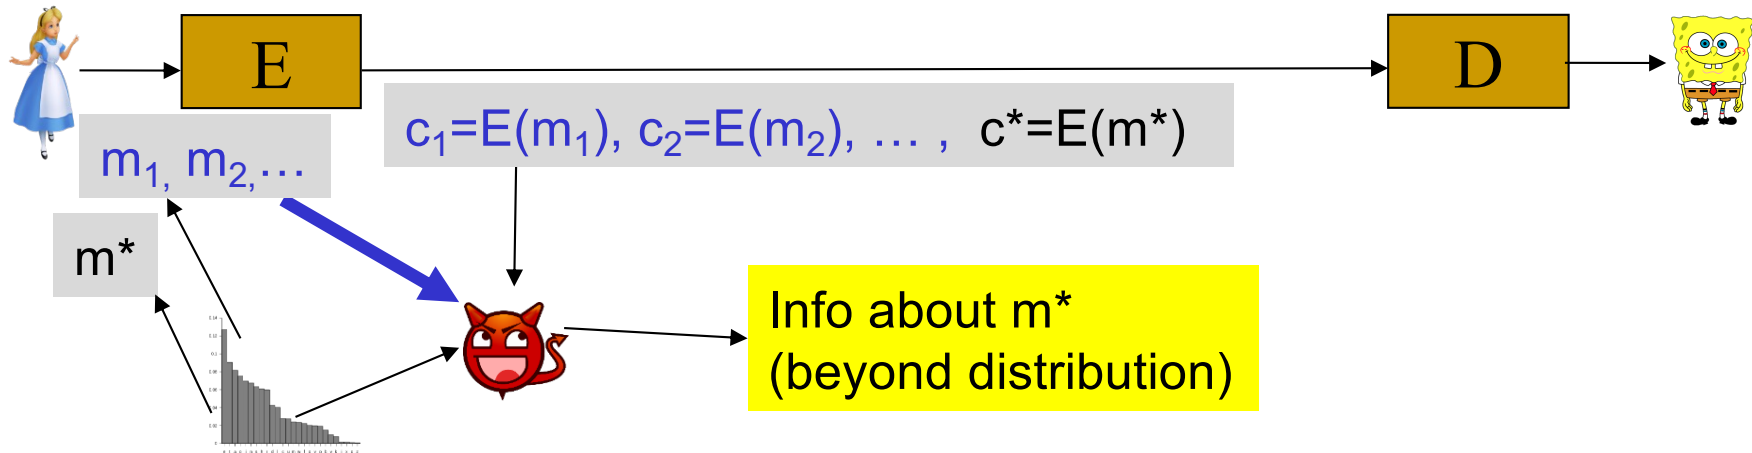 E
D
c₁=E(m₁), c₂=E(m₂), … , c*=E(m*)
m₁, m₂,…
m*
Info about m*
(beyond distribution)